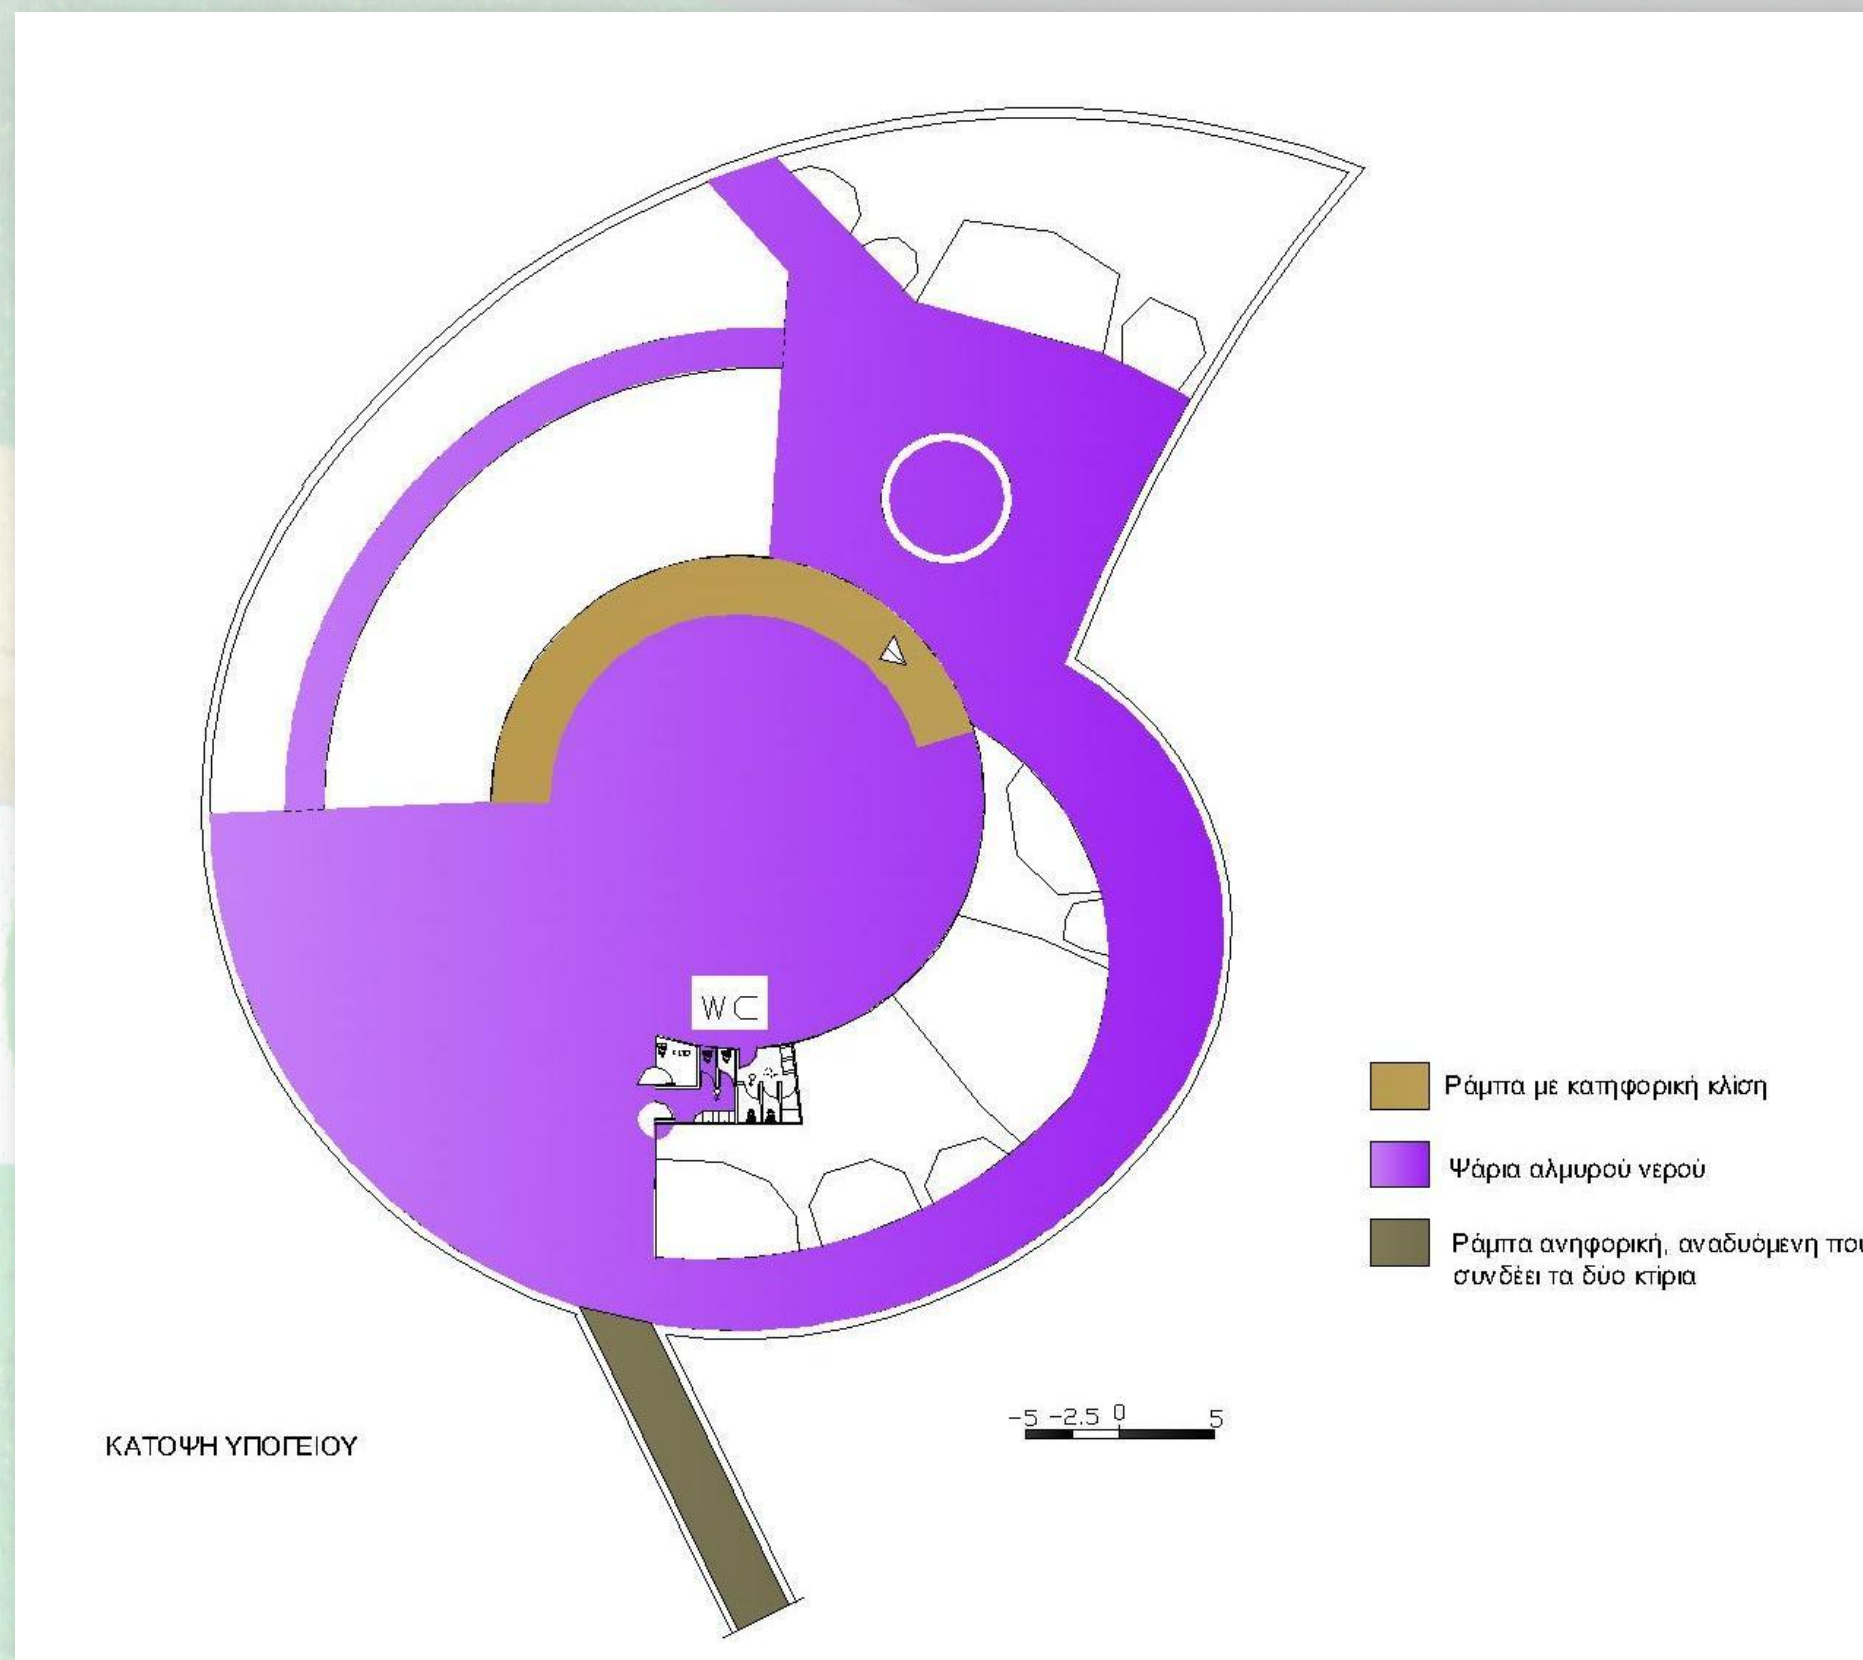 WC
Ράμπα με κατηφορική κλίση
Ψάρια αλμυρού νερού
Ράμπα ανηφορική, αναδυόμενη που
συνδέει τα δύο κτίρια
-5 -2.5 0 5
ΚΑΤΟΨΗ ΥΠΟΓΕΙΟΥ